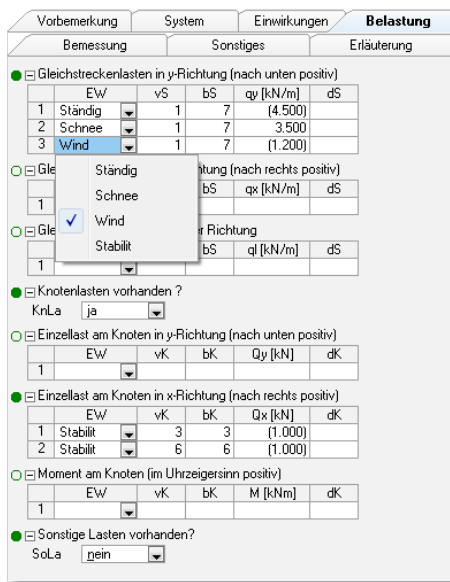 Vorbemerkung System Einwirkungen Belastung
Bemessung Sonstiges Erläuterung
Gleichstreckenlasten in y-Richtung (nach unten positiv)
EW vS bS qy [kN/m] dS
1 Ständig 1 7 (4.500)
2 Schnee 1 7 3.500
3 Wind 1 7 (1.200)
Ständig
Schnee
✓ Wind
Stabilit
Gle htung (nach rechts positiv)
bS qx [kN/m] dS
1
Gle er Richtung
bS ql [kN/m] dS
1
Knotenlasten vorhanden ?
KnLa ja
Einzellast am Knoten in y-Richtung (nach unten positiv)
EW vK bK Qy [kN] dK
1
Einzellast am Knoten in x-Richtung (nach rechts positiv)
EW vK bK Qx [kN] dK
1 Stabilit 3 3 (1.000)
2 Stabilit 6 6 (1.000)
Moment am Knoten (im Uhrzeigersinn positiv)
EW vK bK M [kNm] dK
1
Sonstige Lasten vorhanden?
SoLa nein